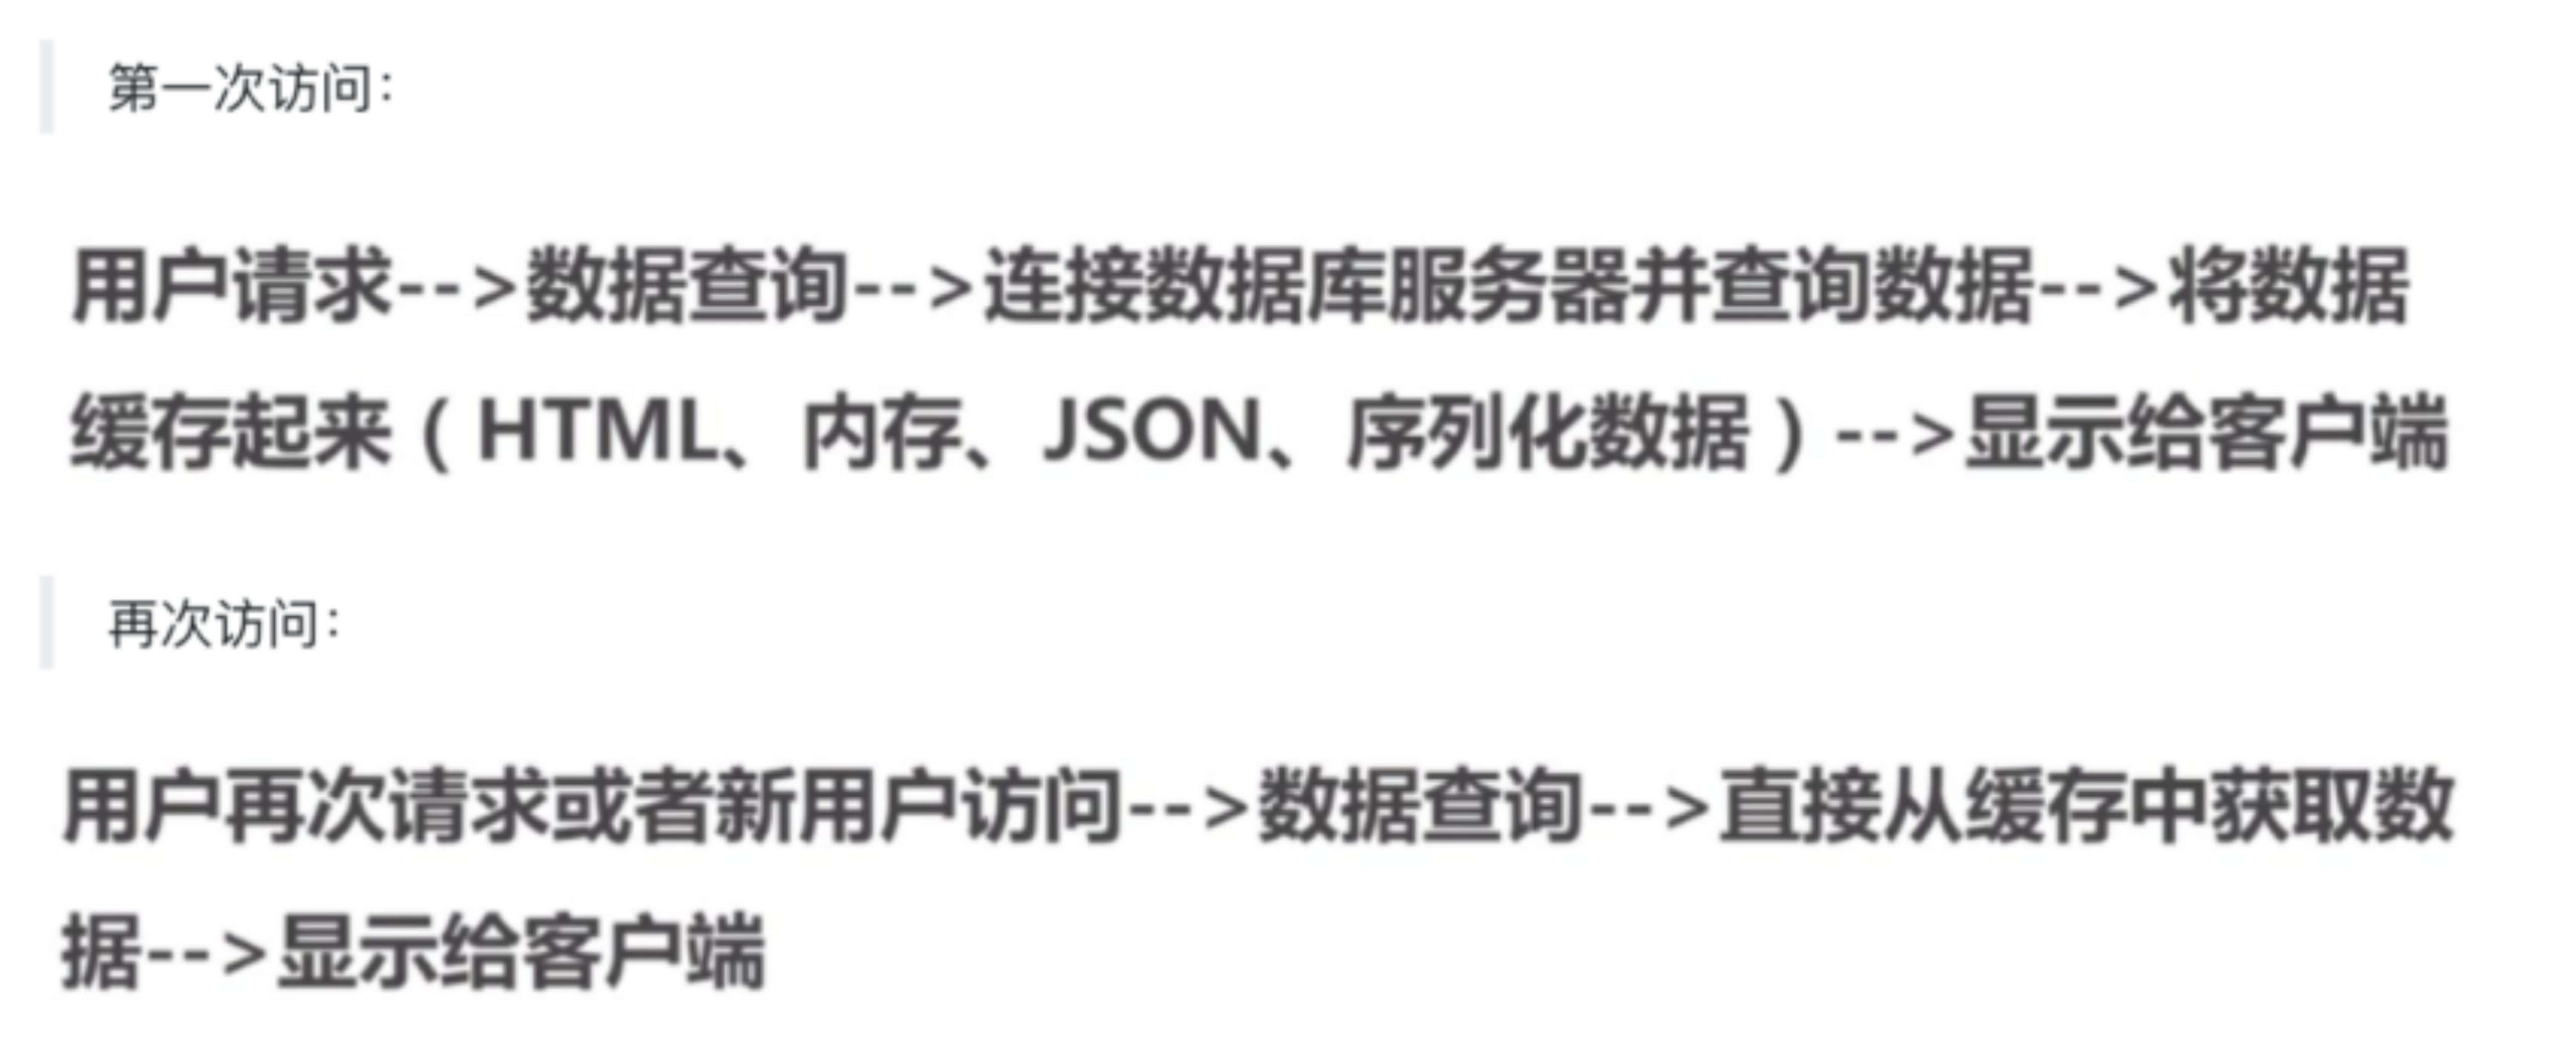 第一次访问：
用户请求-->数据查询-->连接数据库服务器并查询数据-->将数据
缓存起来（HTML、内存、JSON、序列化数据）-->显示给客户端
再次访问：
用户再次请求或者新用户访问-->数据查询-->直接从缓存中获取数
据-->显示给客户端